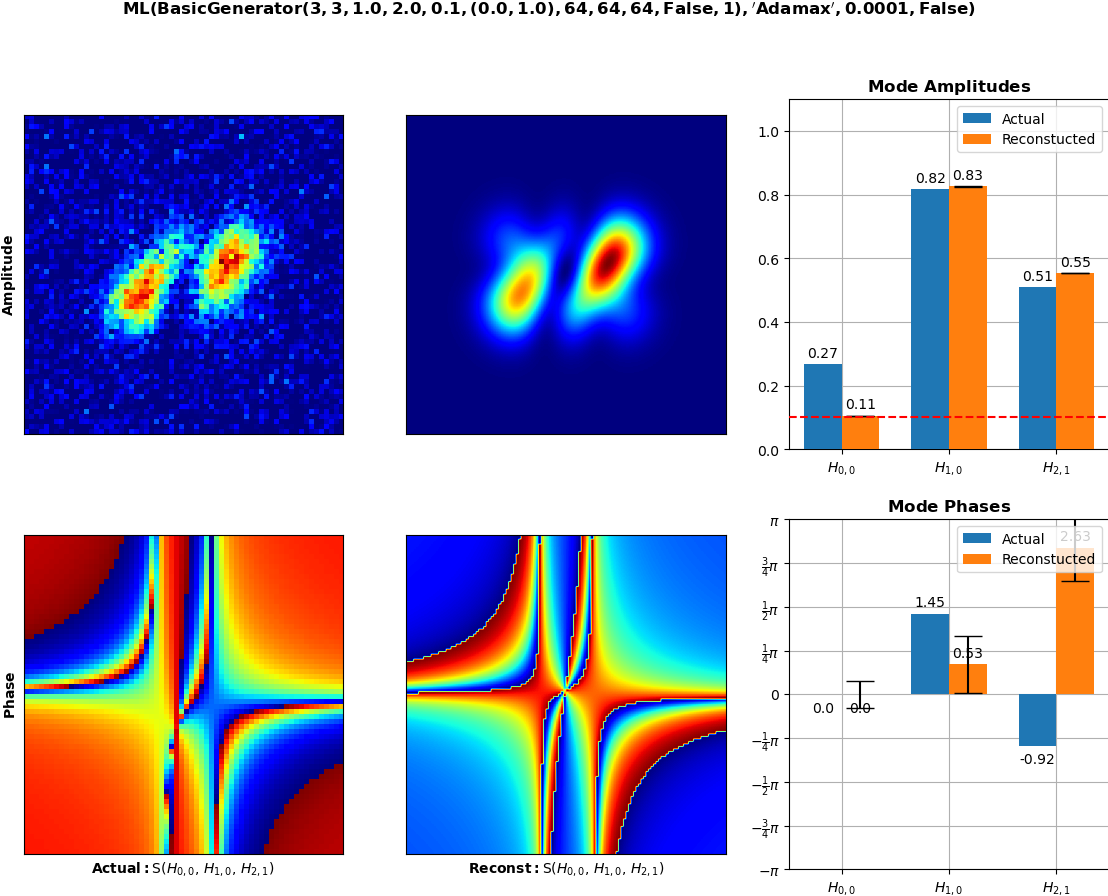 ML(BasicGenerator(3, 3, 1.0, 2.0, 0.1, (0.0, 1.0), 64, 64, 64, False, 1), ′Adamax′, 0.0001, False)
Amplitude
Mode Amplitudes
Actual
Reconstucted
1.0
0.8
0.6
0.4
0.2
0.0
0.27
0.11
0.82
0.83
0.51
0.55
H0,0
H1,0
H2,1
Phase
Actual: S(H0,0, H1,0, H2,1)
Reconst: S(H0,0, H1,0, H2,1)
Mode Phases
Actual
Reconstucted
π
3/4π
1/2π
1/4π
0
−1/4π
−1/2π
−3/4π
−π
0.0
0.0
1.45
0.53
-0.92
2.63
H0,0
H1,0
H2,1